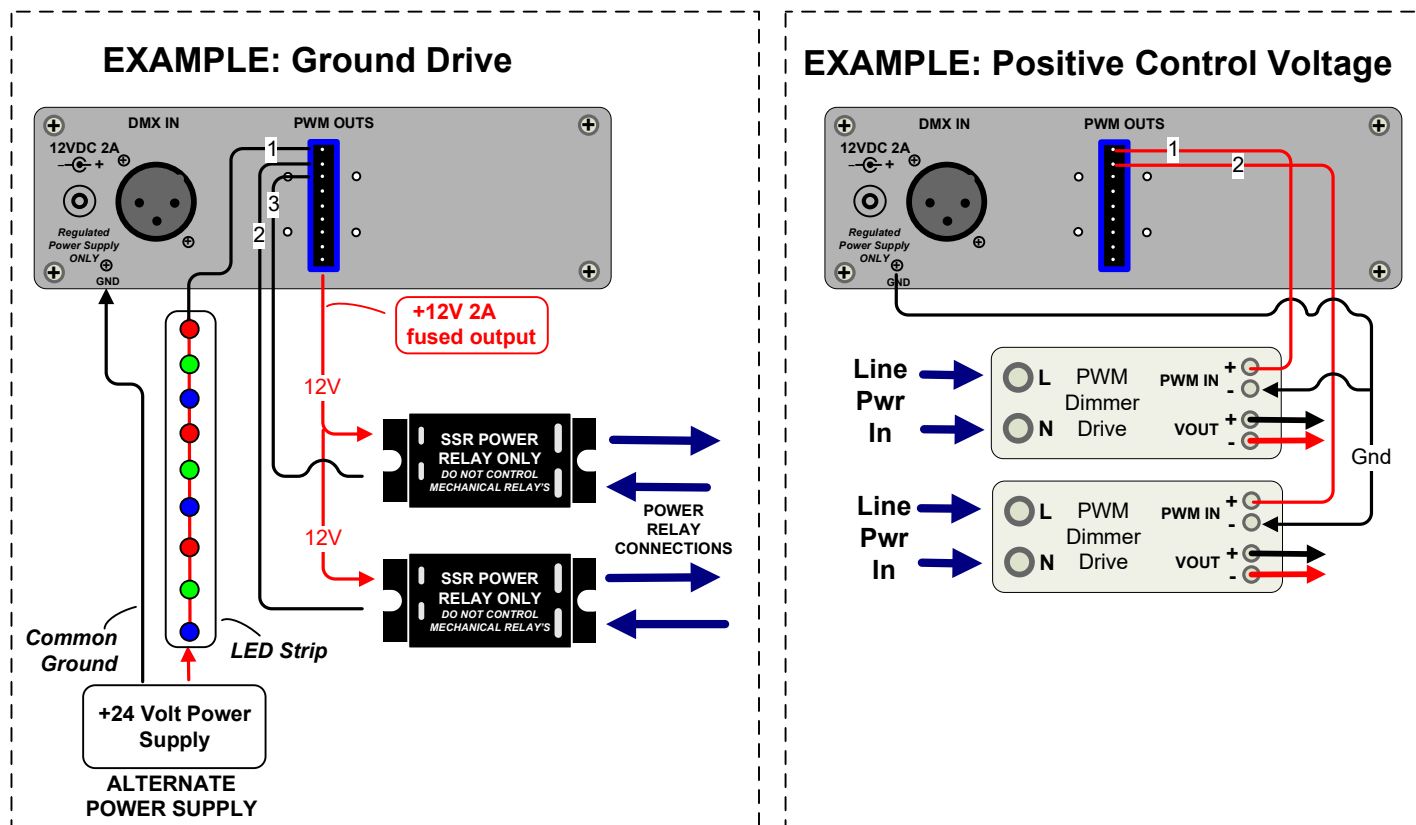 EXAMPLE: Ground Drive
DMX IN
PWM OUTS
12VDC 2A
− +
Regulated
Power Supply
ONLY
GND
1
3
2
+12V 2A
fused output
12V
SSR POWER
RELAY ONLY
DO NOT CONTROL
MECHANICAL RELAY'S
POWER
RELAY
CONNECTIONS
12V
SSR POWER
RELAY ONLY
DO NOT CONTROL
MECHANICAL RELAY'S
Common
Ground
LED Strip
+24 Volt Power
Supply
ALTERNATE
POWER SUPPLY
EXAMPLE: Positive Control Voltage
DMX IN
PWM OUTS
12VDC 2A
− +
Regulated
Power Supply
ONLY
GND
1
2
Line
Pwr
In
L
N
PWM
Dimmer
Drive
PWM IN
+
-
VOUT
+
-
Gnd
Line
Pwr
In
L
N
PWM
Dimmer
Drive
PWM IN
+
-
VOUT
+
-